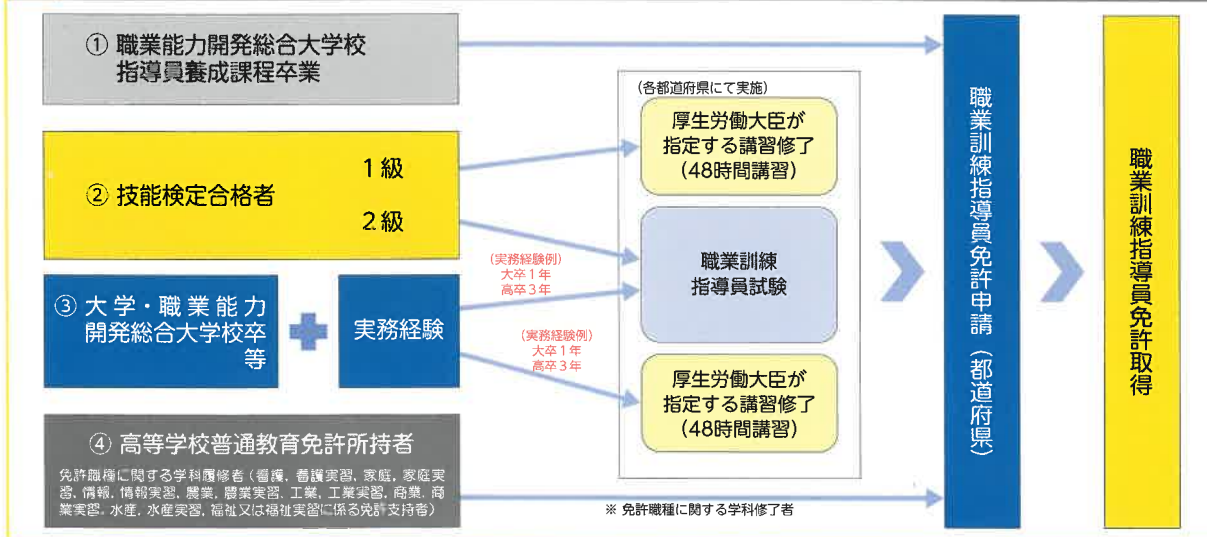 ① 職業能力開発総合大学校
指導員養成課程卒業
② 技能検定合格者
1級
2級
③ 大学・職業能力
開発総合大学校卒
等
実務経験
(実務経験例)
大卒1年
高卒3年
(実務経験例)
大卒1年
高卒3年
④ 高等学校普通教育免許所持者
免許職種に関する学科履修者(看護、看護実習、家庭、家庭実
習、情報、情報実習、農業、農業実習、工業、工業実習、商業、商
業実習、水産、水産実習、福祉又は福祉実習に係る免許支持者)
(各都道府県にて実施)
厚生労働大臣が
指定する講習修了
(48時間講習)
職業訓練
指導員試験
厚生労働大臣が
指定する講習修了
(48時間講習)
※ 免許職種に関する学科修了者
職業訓練指導員免許申請(都道府県)
職業訓練指導員免許取得